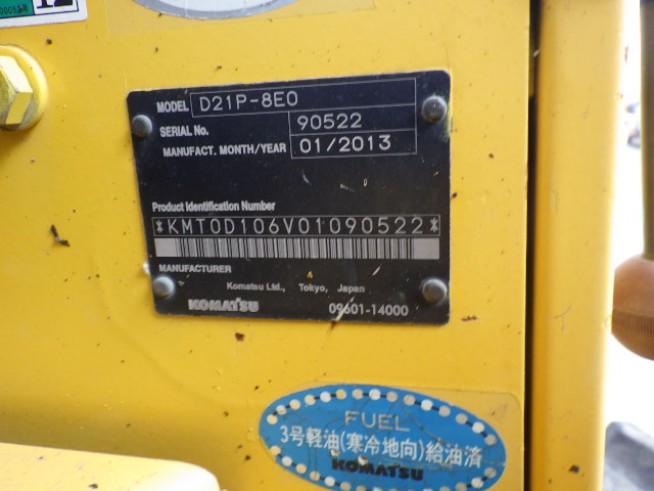 12
MODEL D21P-8E0
SERIAL No. 90522
MANUFACT. MONTH/YEAR 01/2013
Product Identification Number
*KMT0D106V01090522*
MANUFACTURER
Komatsu Ltd., Tokyo, Japan
KOMATSU 09601-14000
FUEL
3号軽油(寒冷地向)給油済
KOMATSU